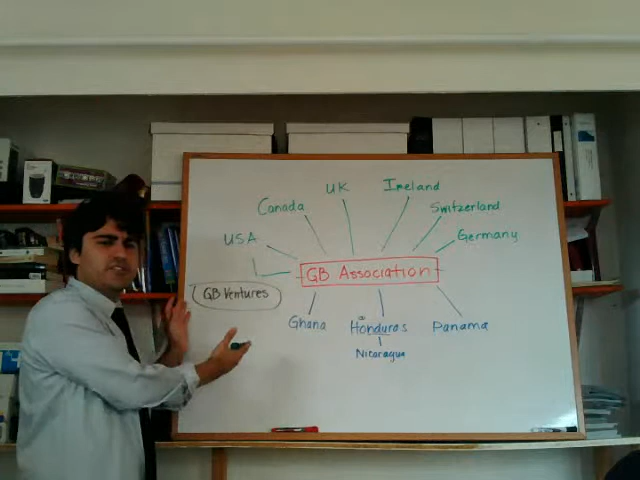 UK
Ireland
Canada
Switzerland
USA
Germany
GB Association
GB Ventures
Ghana
Honduras
Panama
Nicaragua